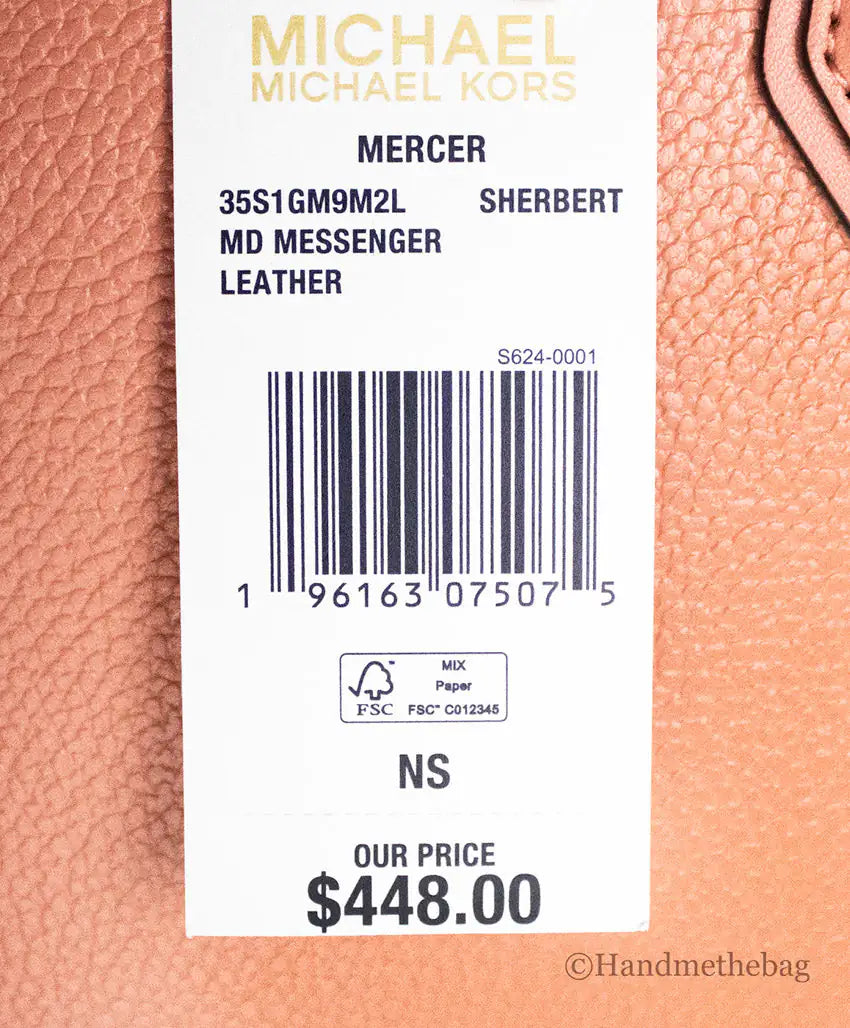 MICHAEL
MICHAEL KORS
MERCER
35S1GM9M2L SHERBERT
MD MESSENGER
LEATHER
S624-0001
1 96163 07507 5
MIX
Paper
FSC™ C012345
FSC
NS
OUR PRICE
$448.00
©Handmethebag